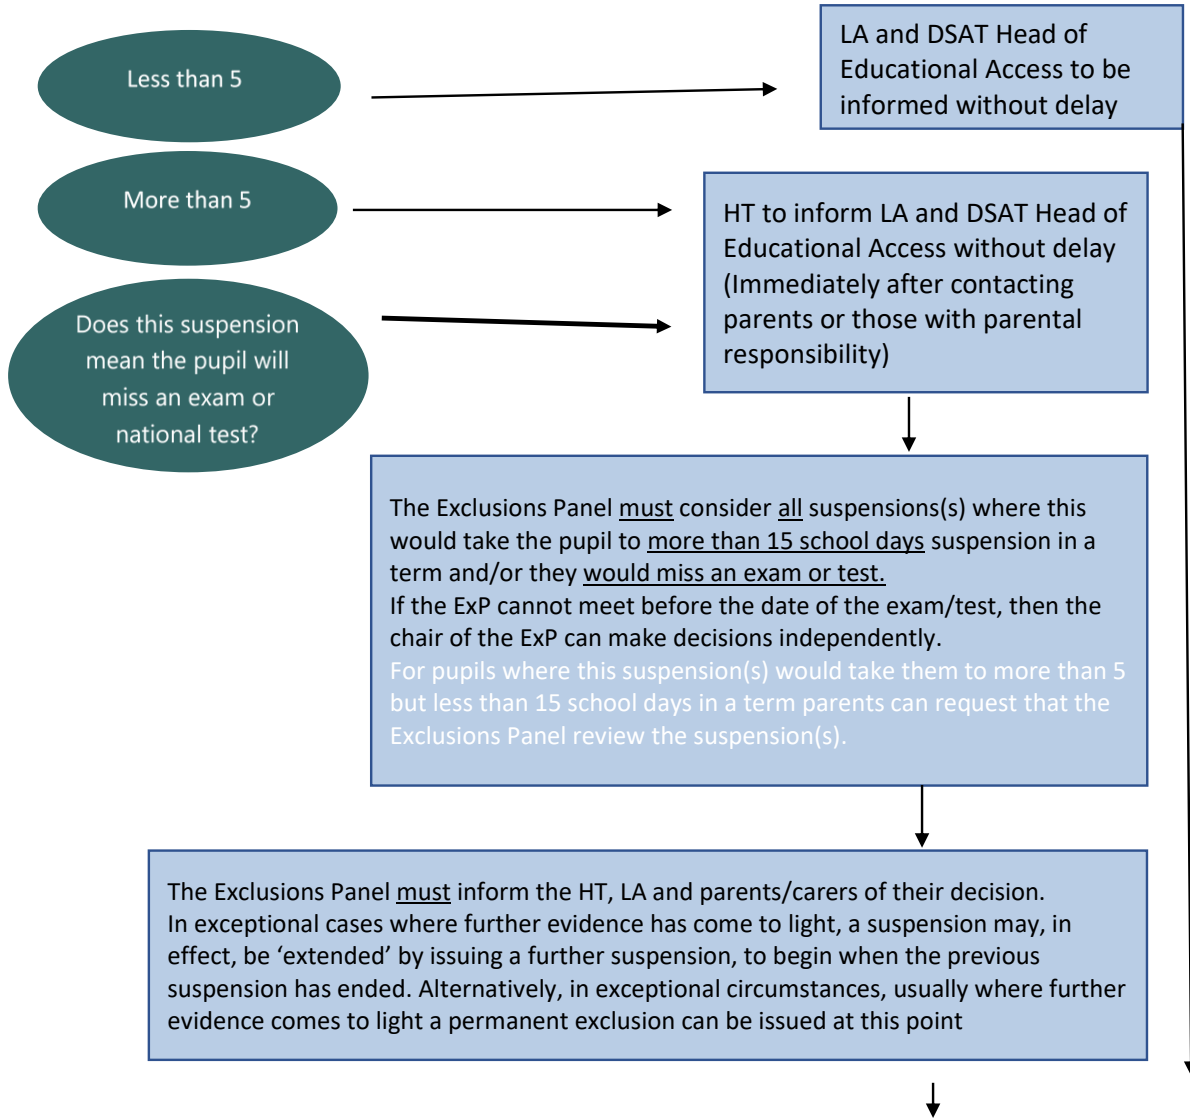 Less than 5
LA and DSAT Head of
Educational Access to be
informed without delay
More than 5
HT to inform LA and DSAT Head of
Educational Access without delay
(Immediately after contacting
parents or those with parental
responsibility)
Does this suspension
mean the pupil will
miss an exam or
national test?
The Exclusions Panel must consider all suspensions(s) where this
would take the pupil to more than 15 school days suspension in a
term and/or they would miss an exam or test.
If the ExP cannot meet before the date of the exam/test, then the
chair of the ExP can make decisions independently.
For pupils where this suspension(s) would take them to more than 5
but less than 15 school days in a term parents can request that the
Exclusions Panel review the suspension(s).
The Exclusions Panel must inform the HT, LA and parents/carers of their decision.
In exceptional cases where further evidence has come to light, a suspension may, in
effect, be ‘extended’ by issuing a further suspension, to begin when the previous
suspension has ended. Alternatively, in exceptional circumstances, usually where further
evidence comes to light a permanent exclusion can be issued at this point